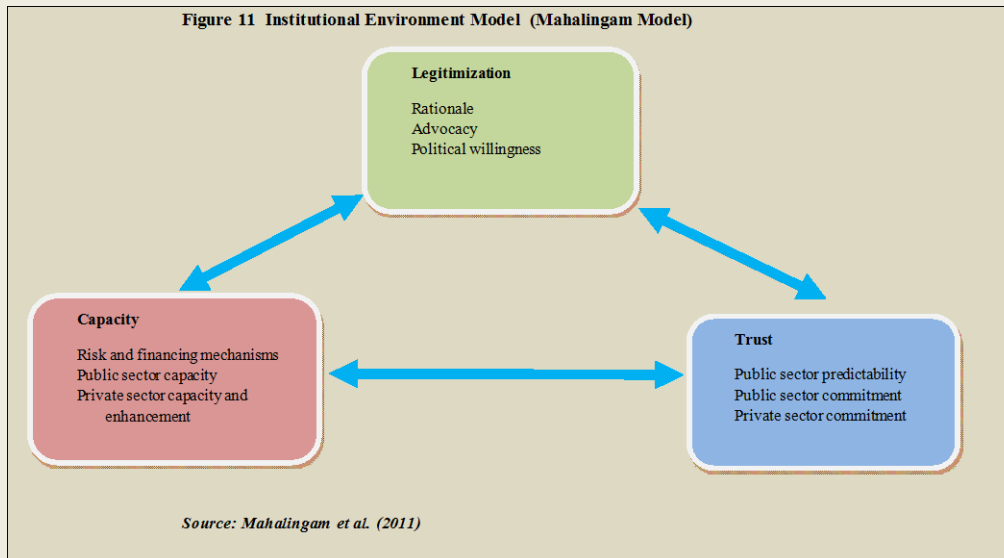 Figure 11 Institutional Environment Model (Mahalingam Model)
Legitimization
Rationale
Advocacy
Political willingness
Capacity
Risk and financing mechanisms
Public sector capacity
Private sector capacity and
enhancement
Trust
Public sector predictability
Public sector commitment
Private sector commitment
Source: Mahalingam et al. (2011)